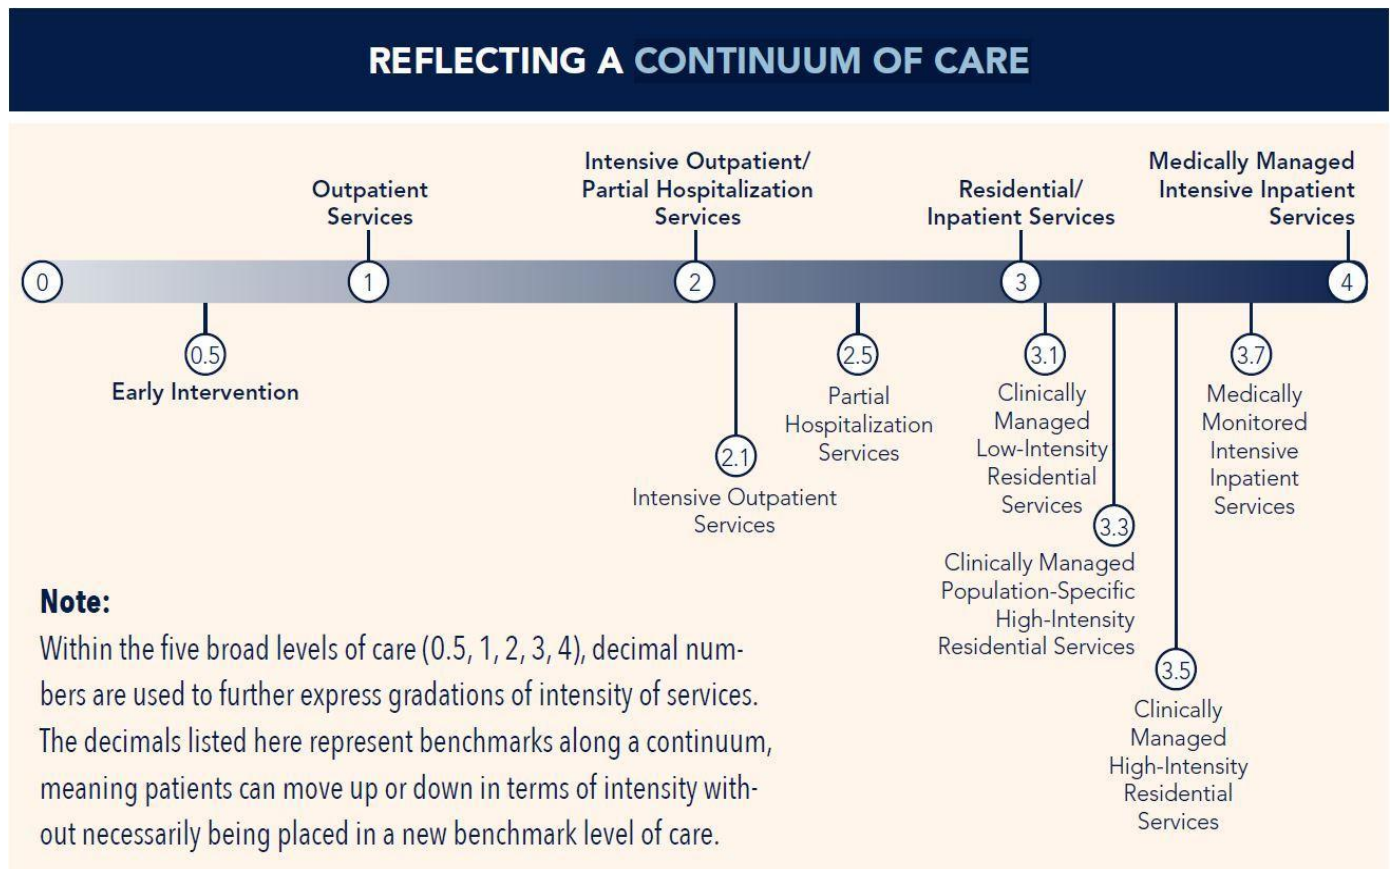 REFLECTING A CONTINUUM OF CARE
Outpatient
Services
Intensive Outpatient/
Partial Hospitalization
Services
Residential/
Inpatient Services
Medically Managed
Intensive Inpatient
Services
0
1
2
3
4
0.5
Early Intervention
2.1
Intensive Outpatient
Services
2.5
Partial
Hospitalization
Services
3.1
Clinically
Managed
Low-Intensity
Residential
Services
3.3
Clinically Managed
Population-Specific
High-Intensity
Residential Services
3.5
Clinically
Managed
High-Intensity
Residential
Services
3.7
Medically
Monitored
Intensive
Inpatient
Services
Note:
Within the five broad levels of care (0.5, 1, 2, 3, 4), decimal num-
bers are used to further express gradations of intensity of services.
The decimals listed here represent benchmarks along a continuum,
meaning patients can move up or down in terms of intensity with-
out necessarily being placed in a new benchmark level of care.